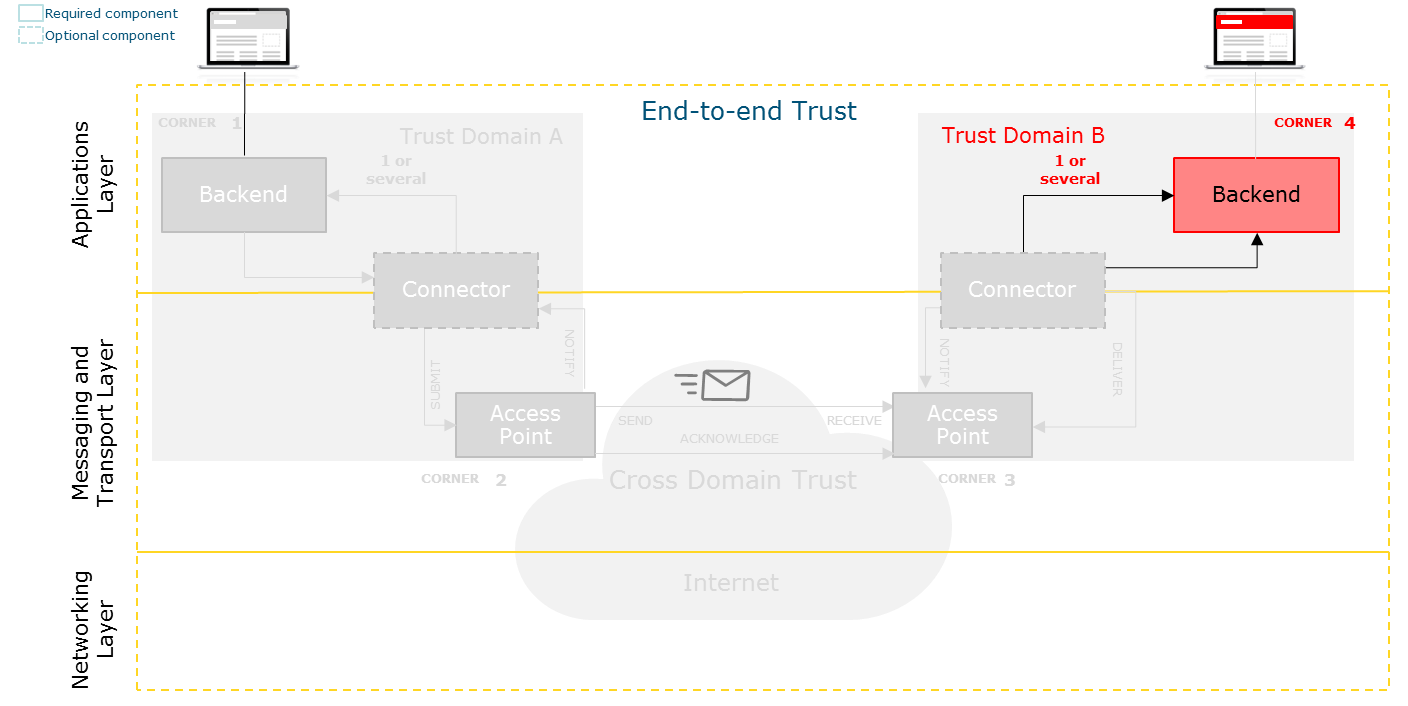 Required component
Optional component
End-to-end Trust
CORNER 1
Trust Domain A
1 or
several
Backend
Connector
Trust Domain B
CORNER 4
1 or
several
Backend
Connector
Applications
Layer
NOTIFY
SUBMIT
NOTIFY
DELIVER
Messaging and
Transport Layer
Access
Point
SEND
RECEIVE
ACKNOWLEDGE
Access
Point
CORNER 2
Cross Domain Trust
CORNER 3
Internet
Networking
Layer